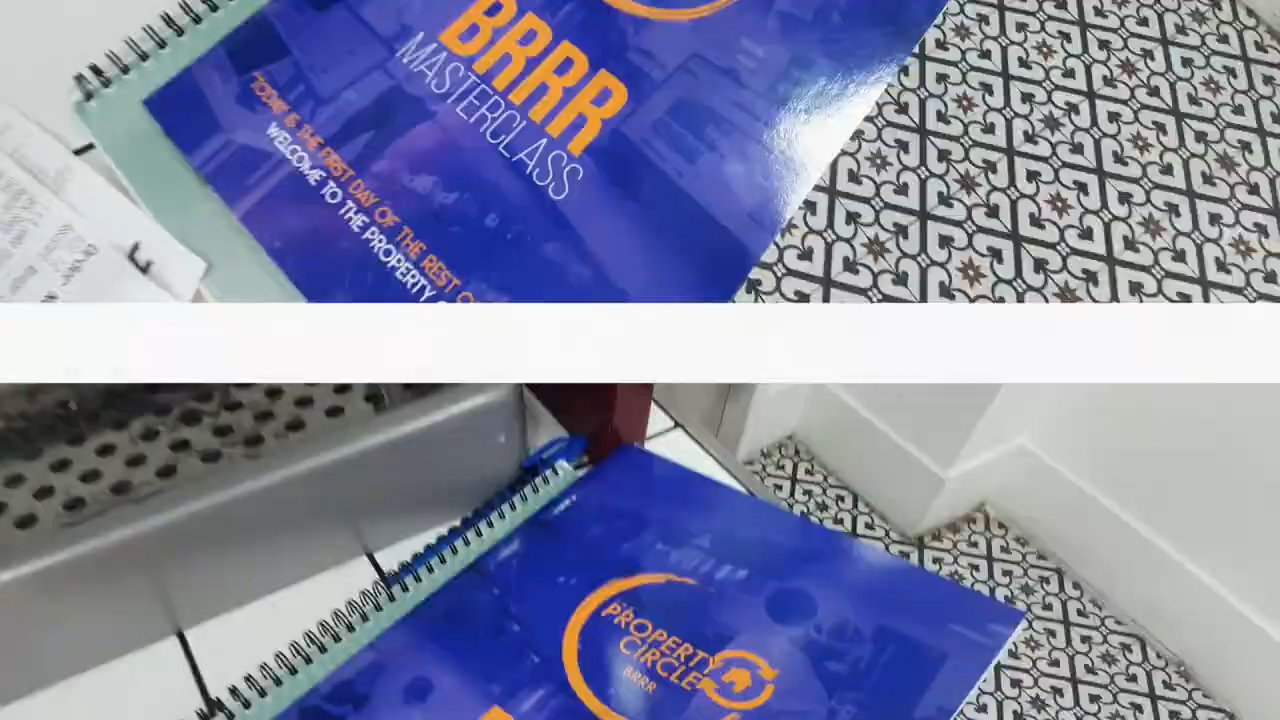 BRRR
MASTERCLASS
TODAY IS THE FIRST DAY OF THE REST
WELCOME TO THE PROPERTY
PROPERTY
CIRCLE
BRRR